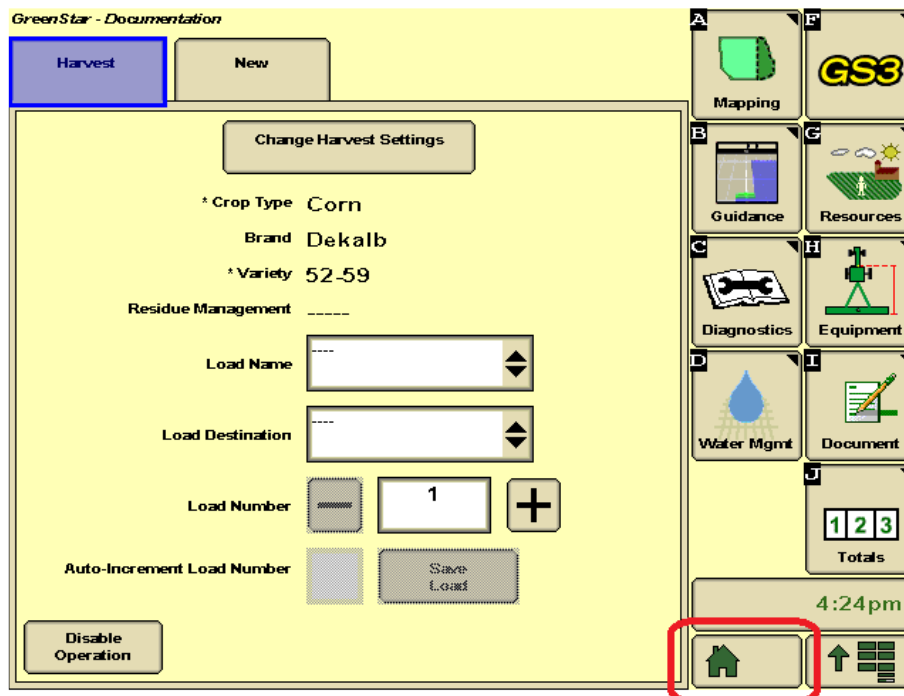 GreenStar - Documentation
Harvest
New
Change Harvest Settings
* Crop Type Corn
Brand Dekalb
* Variety 52-59
Residue Management -----
Load Name ----
Load Destination ----
Load Number 1
Auto-Increment Load Number
Save
Load
Disable
Operation
A
Mapping
F
GS3
B
Guidance
G
Resources
C
Diagnostics
H
Equipment
D
Water Mgmt
I
Document
J
1 2 3
Totals
4:24pm